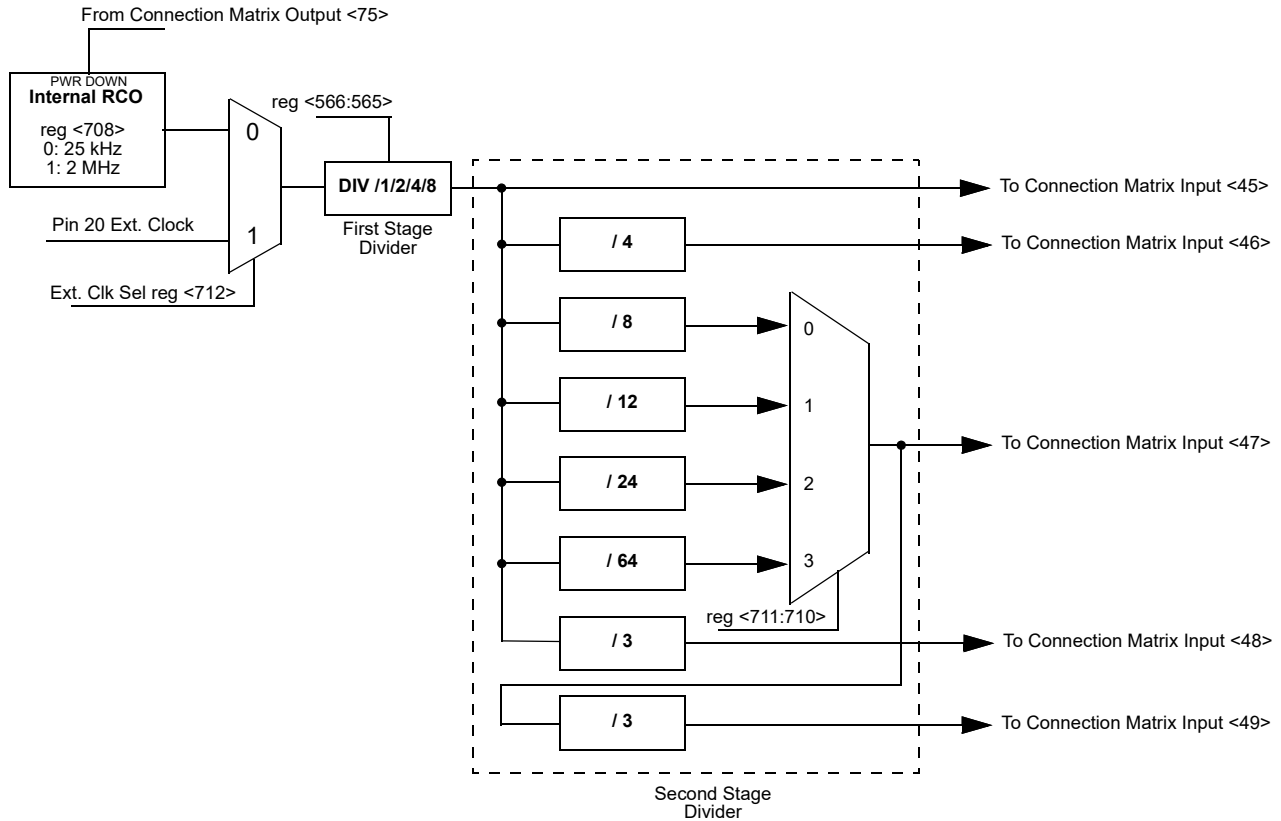 From Connection Matrix Output <75>
PWR DOWN
Internal RCO
reg <708>
0: 25 kHz
1: 2 MHz
0
1
Pin 20 Ext. Clock
Ext. Clk Sel reg <712>
reg <566:565>
DIV /1/2/4/8
First Stage
Divider
To Connection Matrix Input <45>
/ 4
To Connection Matrix Input <46>
/ 8
0
/ 12
1
To Connection Matrix Input <47>
/ 24
2
/ 64
3
reg <711:710>
/ 3
To Connection Matrix Input <48>
/ 3
To Connection Matrix Input <49>
Second Stage
Divider